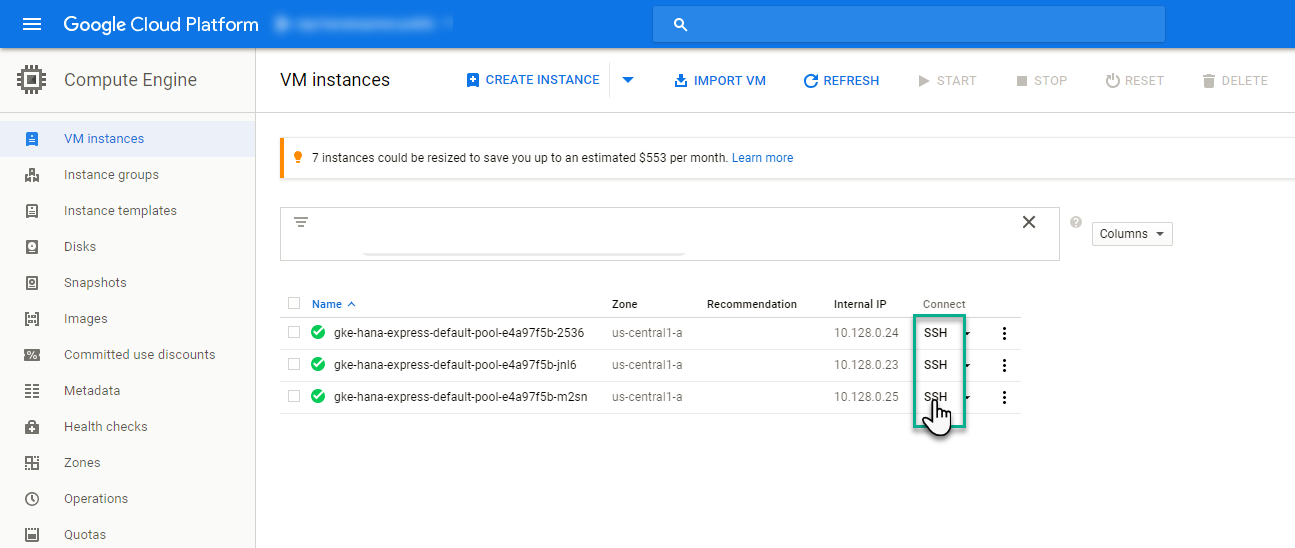 Google Cloud Platform
Compute Engine
VM instances
CREATE INSTANCE
IMPORT VM
REFRESH
START
STOP
RESET
DELETE
VM instances
Instance groups
Instance templates
Disks
Snapshots
Images
Committed use discounts
Metadata
Health checks
Zones
Operations
Quotas
7 instances could be resized to save you up to an estimated $553 per month. Learn more
Columns
Name Zone Recommendation Internal IP Connect
gke-hana-express-default-pool-e4a97f5b-2536 us-central1-a 10.128.0.24 SSH
gke-hana-express-default-pool-e4a97f5b-jnl6 us-central1-a 10.128.0.23 SSH
gke-hana-express-default-pool-e4a97f5b-m2sn us-central1-a 10.128.0.25 SSH